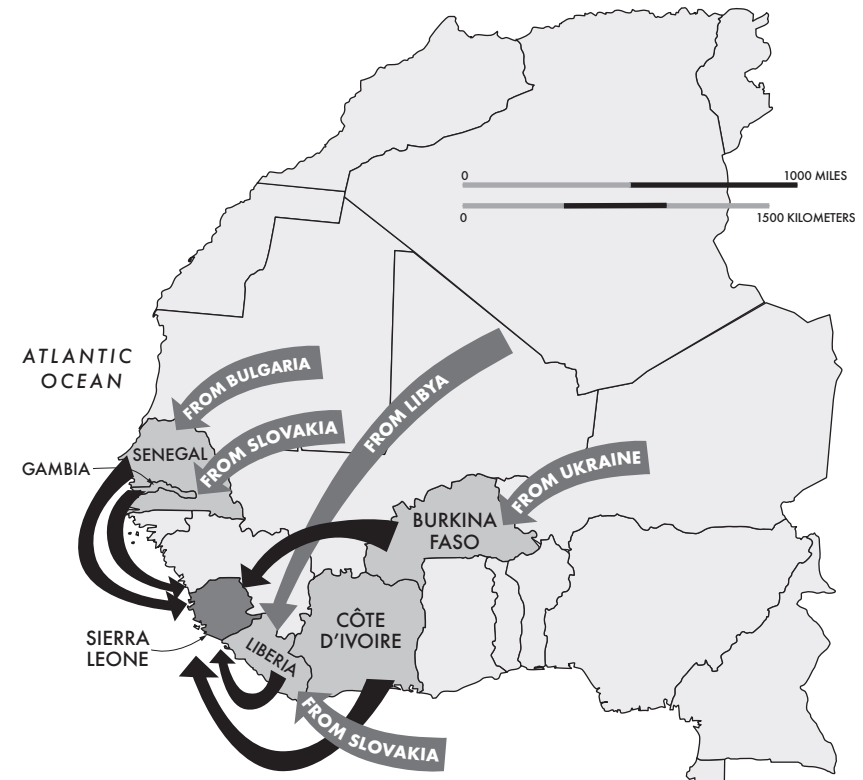 0
1000 MILES
0
1500 KILOMETERS
ATLANTIC
OCEAN
FROM BULGARIA
FROM LIBYA
FROM SLOVAKIA
SENEGAL
GAMBIA
FROM UKRAINE
BURKINA
FASO
CÔTE
D'IVOIRE
SIERRA
LEONE
LIBERIA
FROM SLOVAKIA